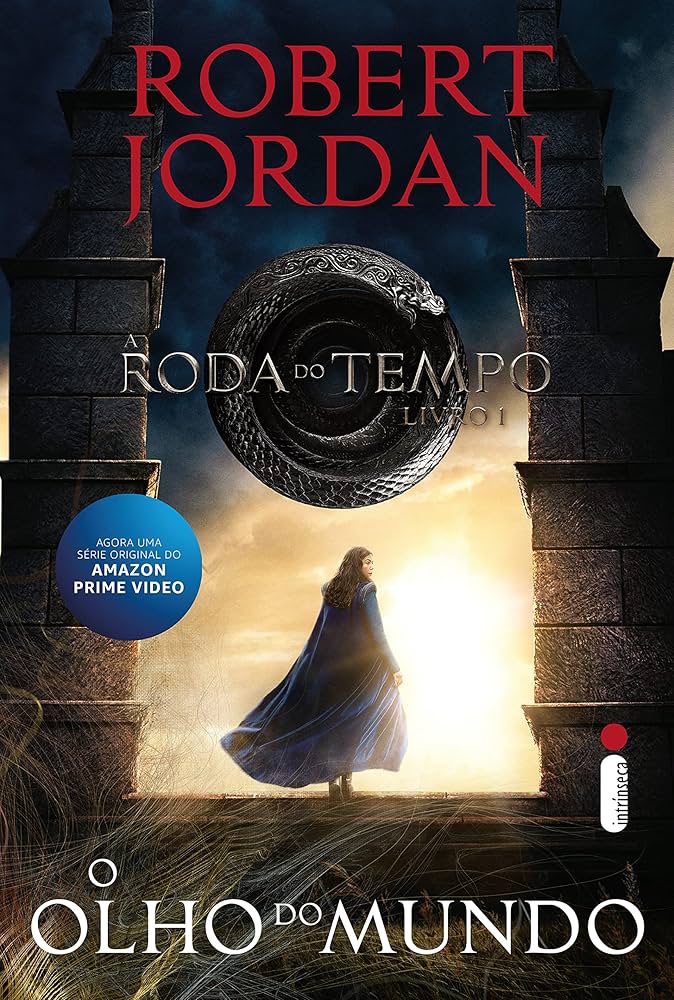 ROBERT
JORDAN
A
RODA DO TEMPO
LIVRO 1
AGORA UMA
SÉRIE ORIGINAL DO
AMAZON
PRIME VIDEO
intrínseca
O
OLHO DO MUNDO